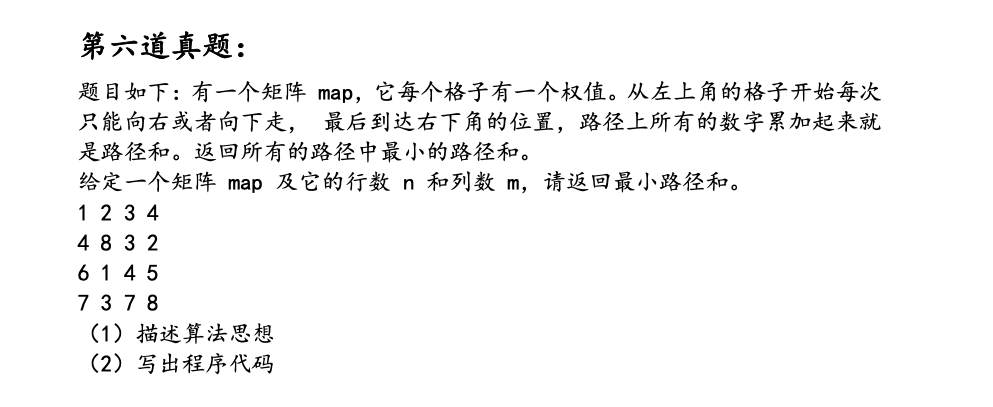 第六道真题：
题目如下：有一个矩阵 map，它每个格子有一个权值。从左上角的格子开始每次
只能向右或者向下走， 最后到达右下角的位置，路径上所有的数字累加起来就
是路径和。返回所有的路径中最小的路径和。
给定一个矩阵 map 及它的行数 n 和列数 m，请返回最小路径和。
1 2 3 4
4 8 3 2
6 1 4 5
7 3 7 8
（1）描述算法思想
（2）写出程序代码